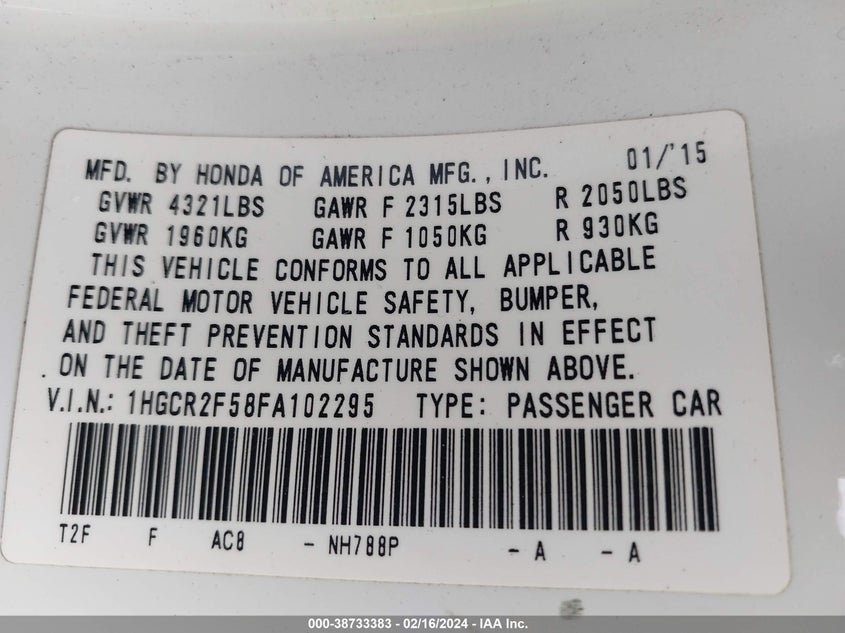 MFD. BY HONDA OF AMERICA MFG., INC. 01/'15
GVWR 4321LBS GAWR F 2315LBS R 2050LBS
GVWR 1960KG GAWR F 1050KG R 930KG
THIS VEHICLE CONFORMS TO ALL APPLICABLE
FEDERAL MOTOR VEHICLE SAFETY, BUMPER,
AND THEFT PREVENTION STANDARDS IN EFFECT
ON THE DATE OF MANUFACTURE SHOWN ABOVE.
V.I.N.: 1HGCR2F58FA102295 TYPE: PASSENGER CAR
T2F F AC8 - NH788P - A - A
000-38733383 - 02/16/2024 - IAA Inc.